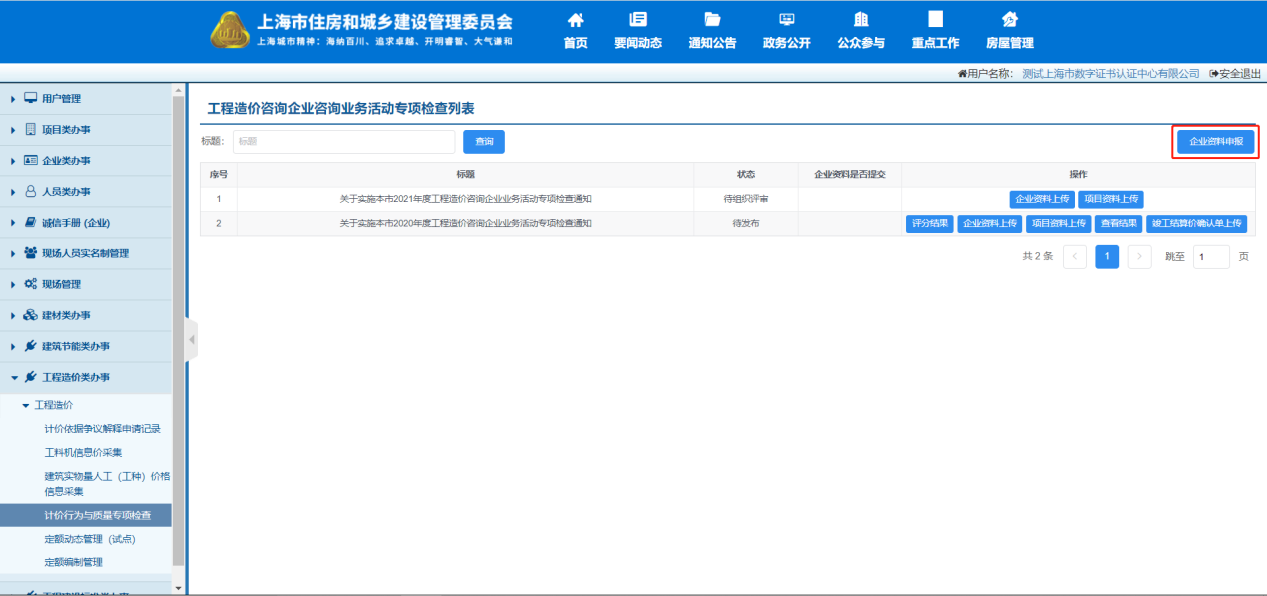 上海市住房和城乡建设管理委员会
上海城市精神：海纳百川、追求卓越、开明睿智、大气谦和
首页
要闻动态
通知公告
政务公开
公众参与
重点工作
房屋管理
用户名称： 测试上海市数字证书认证中心有限公司 安全退出
用户管理
项目类办事
企业类办事
人员类办事
诚信手册 (企业)
现场人员实名制管理
现场管理
建材类办事
建筑节能类办事
工程造价类办事
工程造价
计价依据争议解释申请记录
工料机信息价采集
建筑实物量人工（工种）价格
信息采集
计价行为与质量专项检查
定额动态管理（试点）
定额编制管理
工程造价咨询企业咨询业务活动专项检查列表
标题： 标题 查询 企业资料申报
序号 标题 状态 企业资料是否提交 操作
1 关于实施本市2021年度工程造价咨询企业业务活动专项检查通知 待组织评审 企业资料上传 项目资料上传
2 关于实施本市2020年度工程造价咨询企业业务活动专项检查通知 待发布 评分结果 企业资料上传 项目资料上传 查看结果 竣工结算价确认单上传
共 2 条 < 1 > 跳至 1 页